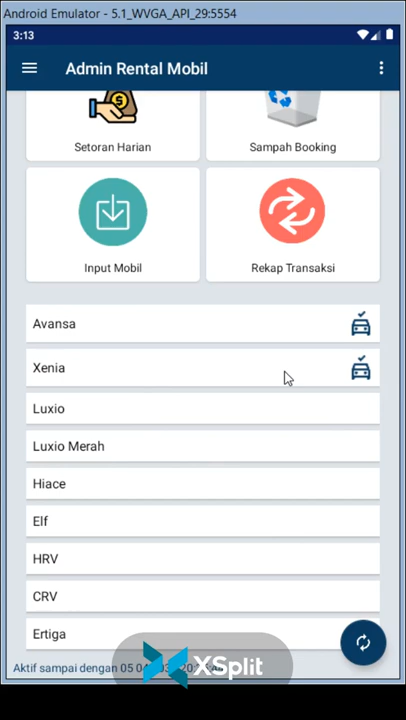 Android Emulator - 5.1_WVGA_API_29:5554
3:13
Admin Rental Mobil
Setoran Harian
Sampah Booking
Input Mobil
Rekap Transaksi
Avansa
Xenia
Luxio
Luxio Merah
Hiace
Elf
HRV
CRV
Ertiga
Aktif sampai dengan 05 04
XSplit